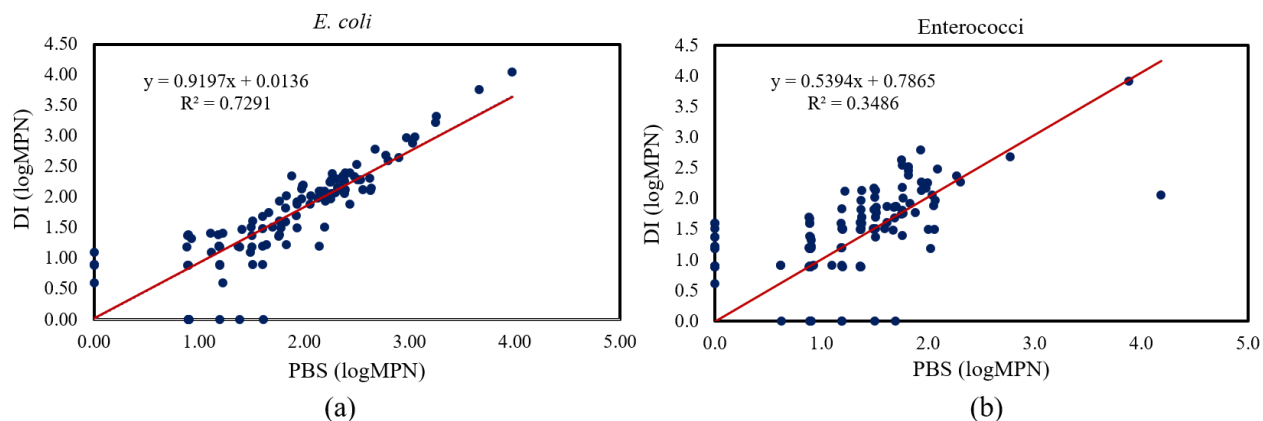 E. coli
4.50
4.00
3.50
3.00
2.50
2.00
1.50
1.00
0.50
0.00
DI (logMPN)
y = 0.9197x + 0.0136
R² = 0.7291
0.00 1.00 2.00 3.00 4.00 5.00
PBS (logMPN)
(a)
Enterococci
4.5
4.0
3.5
3.0
2.5
2.0
1.5
1.0
0.5
0.0
DI (logMPN)
y = 0.5394x + 0.7865
R² = 0.3486
0.0 1.0 2.0 3.0 4.0 5.0
PBS (logMPN)
(b)